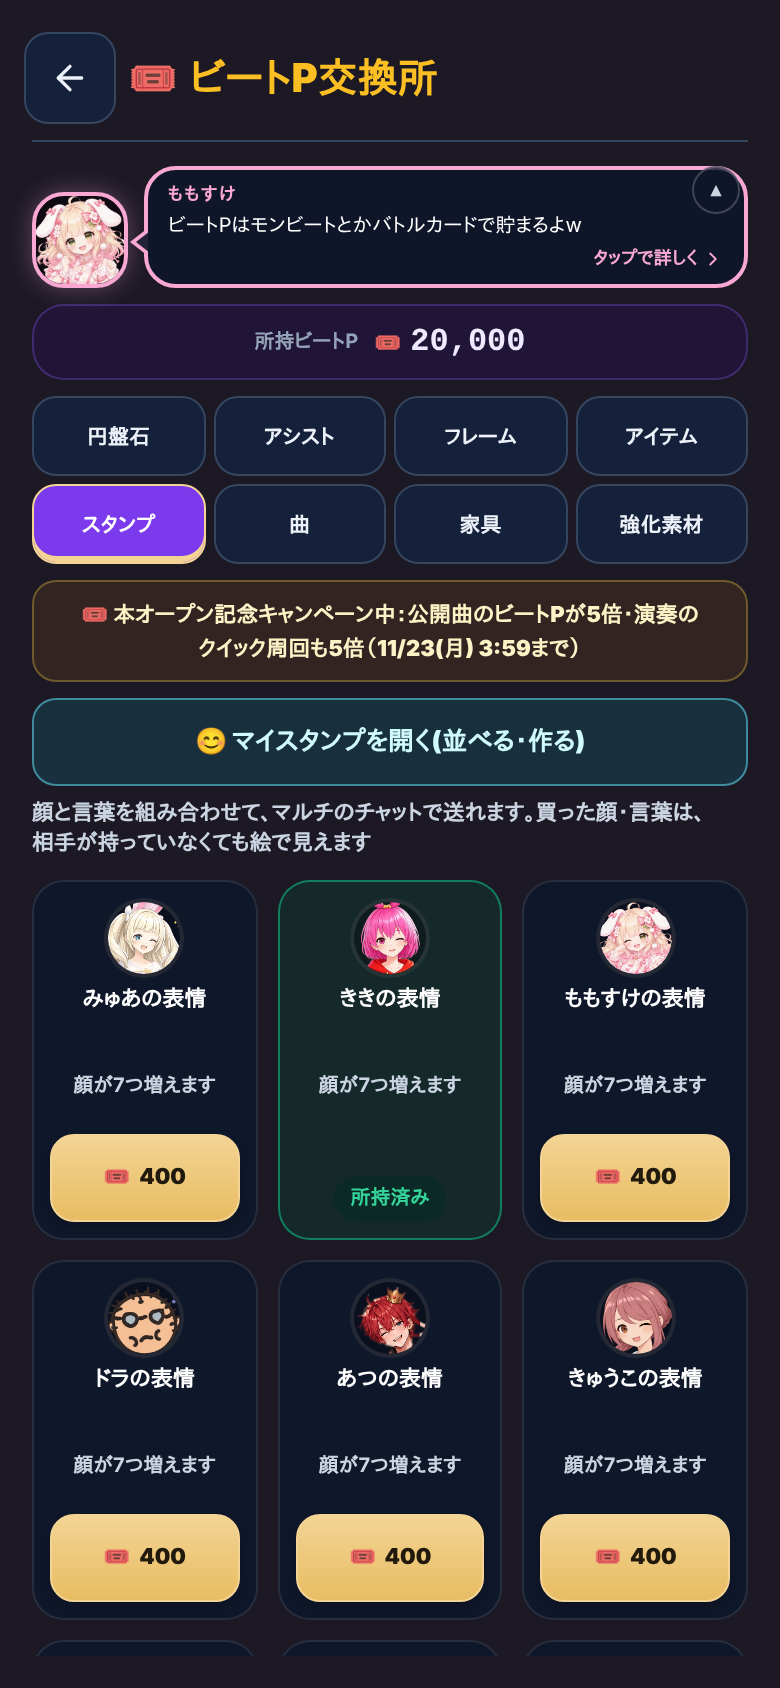 ビートP交換所
ももすけ
▲
ビートPはモンビートとかバトルカードで貯まるよw
タップで詳しく >
所持ビートP 20,000
円盤石 アシスト フレーム アイテム
スタンプ 曲 家具 強化素材
本オープン記念キャンペーン中：公開曲のビートPが5倍・演奏の
クイック周回も5倍（11/23(月) 3:59まで）
マイスタンプを開く(並べる・作る)
顔と言葉を組み合わせて、マルチのチャットで送れます。買った顔・言葉は、
相手が持っていなくても絵で見えます
みゅあの表情
顔が7つ増えます
400
ききの表情
顔が7つ増えます
所持済み
ももすけの表情
顔が7つ増えます
400
ドラの表情
顔が7つ増えます
400
あつの表情
顔が7つ増えます
400
きゅうこの表情
顔が7つ増えます
400